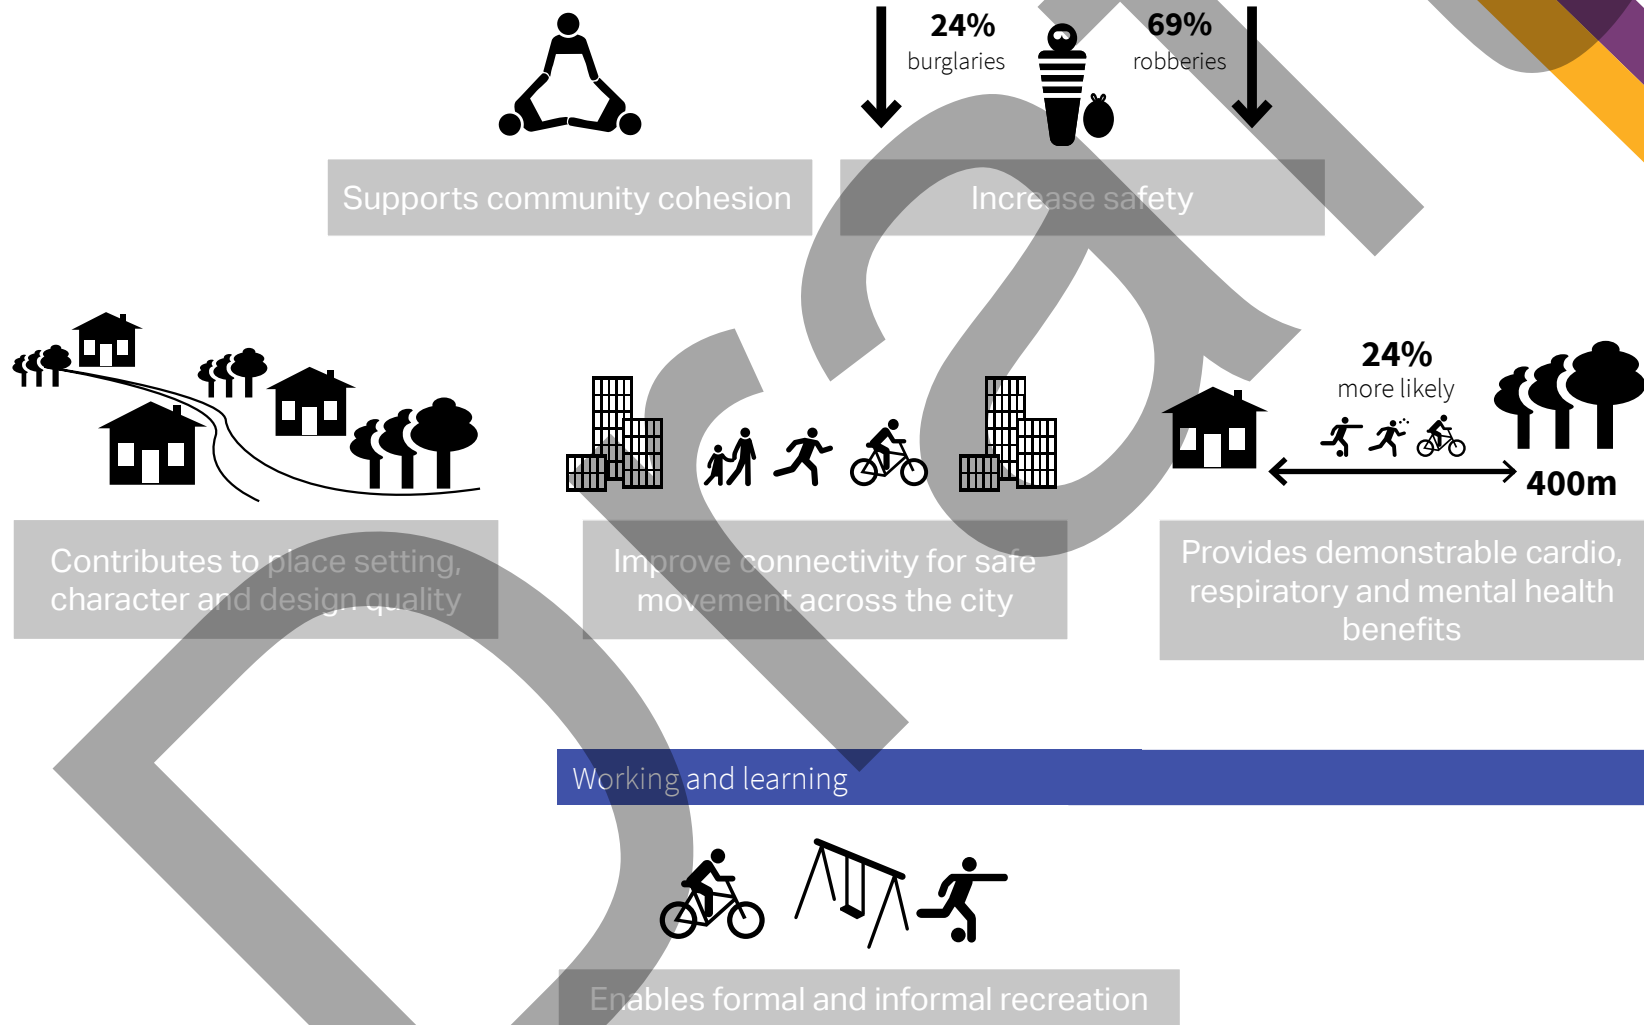 24%
burglaries
69%
robberies
Supports community cohesion
Increase safety
24%
more likely
400m
Contributes to place setting,
character and design quality
Improve connectivity for safe
movement across the city
Provides demonstrable cardio,
respiratory and mental health
benefits
Working and learning
Enables formal and informal recreation
Draft